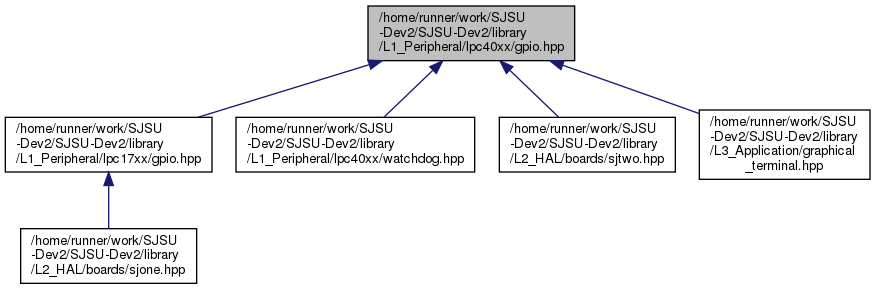 /home/runner/work/SJSU
-Dev2/SJSU-Dev2/library
/L1_Peripheral/lpc40xx/gpio.hpp
/home/runner/work/SJSU
-Dev2/SJSU-Dev2/library
/L1_Peripheral/lpc17xx/gpio.hpp
/home/runner/work/SJSU
-Dev2/SJSU-Dev2/library
/L1_Peripheral/lpc40xx/watchdog.hpp
/home/runner/work/SJSU
-Dev2/SJSU-Dev2/library
/L2_HAL/boards/sjtwo.hpp
/home/runner/work/SJSU
-Dev2/SJSU-Dev2/library
/L3_Application/graphical
_terminal.hpp
/home/runner/work/SJSU
-Dev2/SJSU-Dev2/library
/L2_HAL/boards/sjone.hpp